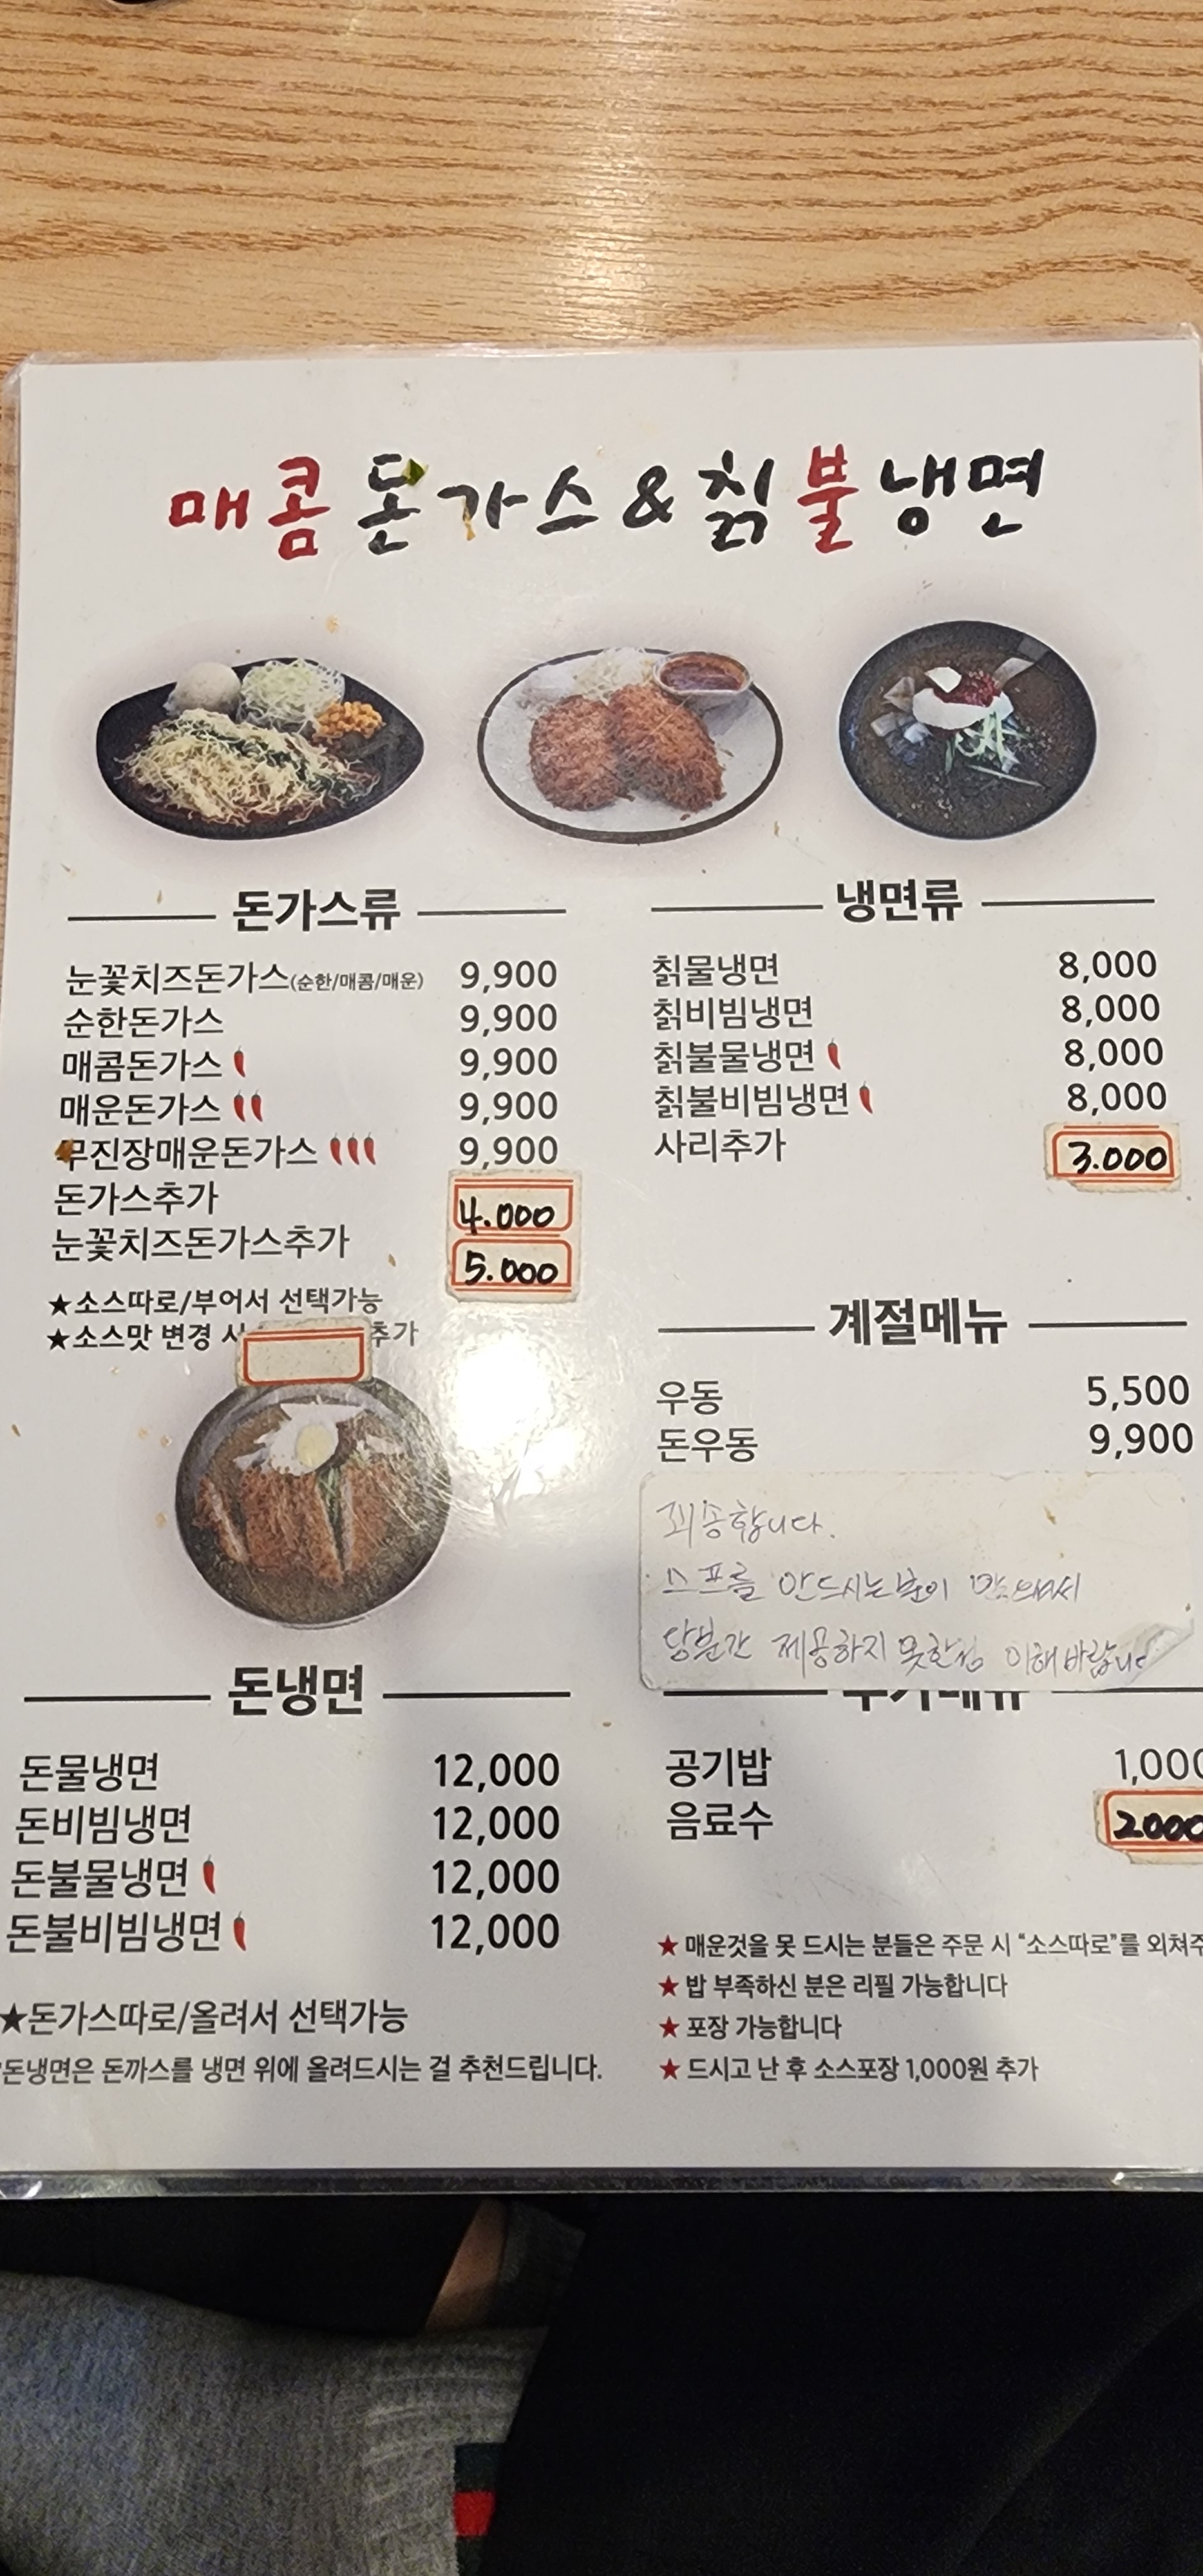 매콤돈가스&칡불냉면
돈가스류
눈꽃치즈돈가스(순한/매콤/매운) 9,900
순한돈가스 9,900
매콤돈가스 9,900
매운돈가스 9,900
무진장매운돈가스 9,900
돈가스추가 4.000
눈꽃치즈돈가스추가 5.000
★소스따로/부어서 선택가능
★소스맛 변경 시 추가
냉면류
칡물냉면 8,000
칡비빔냉면 8,000
칡불물냉면 8,000
칡불비빔냉면 8,000
사리추가 3.000
계절메뉴
우동 5,500
돈우동 9,900
죄송합니다.
스프를 안드시는분이 많으셔서
당분간 제공하지 못한점 이해바랍니다
돈냉면
돈물냉면 12,000
돈비빔냉면 12,000
돈불물냉면 12,000
돈불비빔냉면 12,000
★돈가스따로/올려서 선택가능
돈냉면은 돈까스를 냉면 위에 올려드시는 걸 추천드립니다.
추가메뉴
공기밥 1,000
음료수 2000
★ 매운것을 못 드시는 분들은 주문 시 “소스따로”를 외쳐주
★ 밥 부족하신 분은 리필 가능합니다
★ 포장 가능합니다
★ 드시고 난 후 소스포장 1,000원 추가